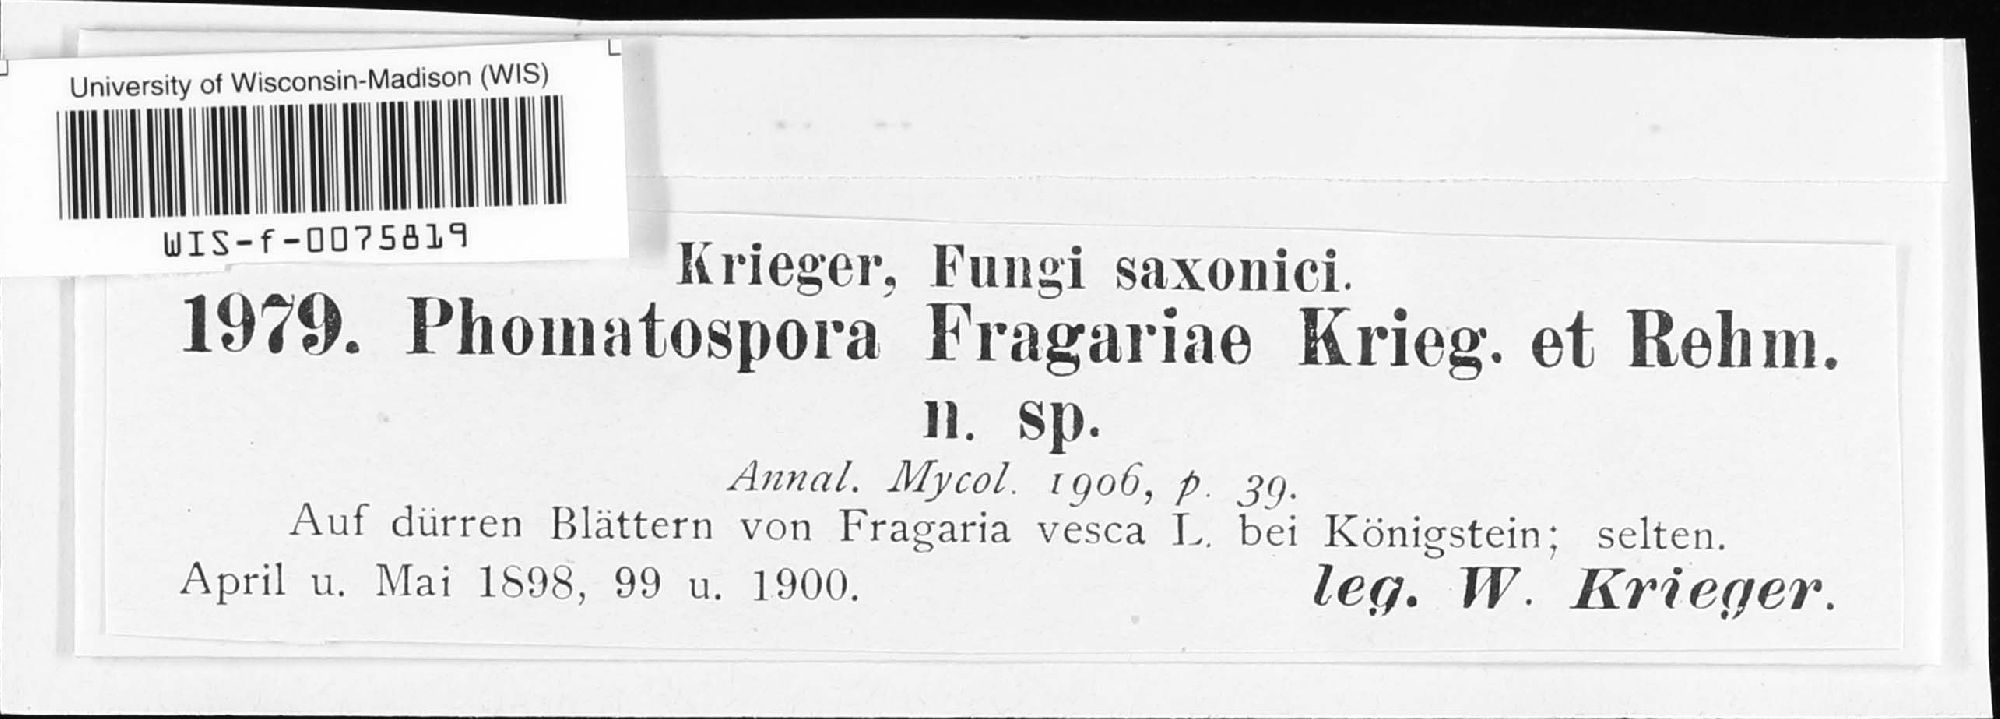 University of Wisconsin-Madison (WIS)
WIS-f-0075819
Krieger, Fungi saxonici.
1979. Phomatospora Fragariae Krieg. et Rehm.
n. sp.
Annal. Mycol. 1906, p. 39.
Auf dürren Blättern von Fragaria vesca L. bei Königstein; selten.
April u. Mai 1898, 99 u. 1900.
leg. W. Krieger.